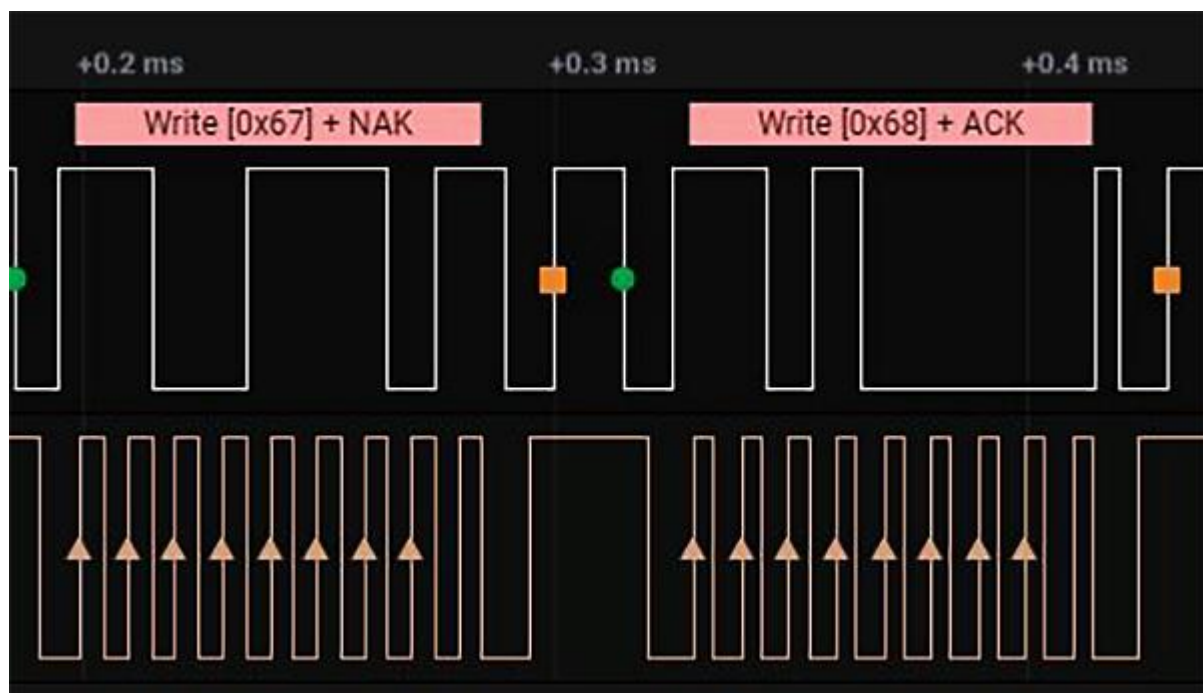 +0.2 ms +0.3 ms +0.4 ms
Write [0x67] + NAK Write [0x68] + ACK